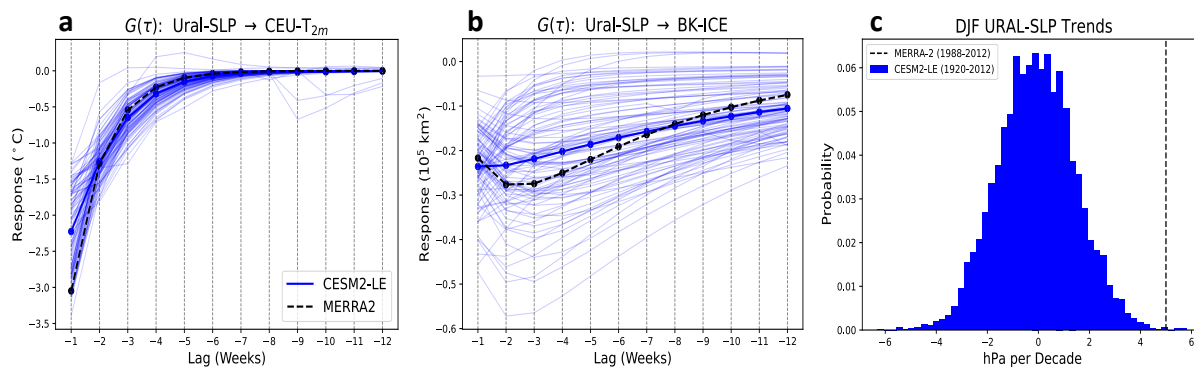 a G(τ): Ural-SLP → CEU-T2m
0.0
−0.5
−1.0
−1.5
−2.0
−2.5
−3.0
−3.5
Response (°C)
CESM2-LE
MERRA2
−1 −2 −3 −4 −5 −6 −7 −8 −9 −10 −11 −12
Lag (Weeks)
b G(τ): Ural-SLP → BK-ICE
0.0
−0.1
−0.2
−0.3
−0.4
−0.5
−0.6
Response (10⁵ km²)
−1 −2 −3 −4 −5 −6 −7 −8 −9 −10 −11 −12
Lag (Weeks)
c DJF URAL-SLP Trends
MERRA-2 (1988-2012)
CESM2-LE (1920-2012)
0.06
0.05
0.04
0.03
0.02
0.01
0.00
Probability
−6 −4 −2 0 2 4 6
hPa per Decade